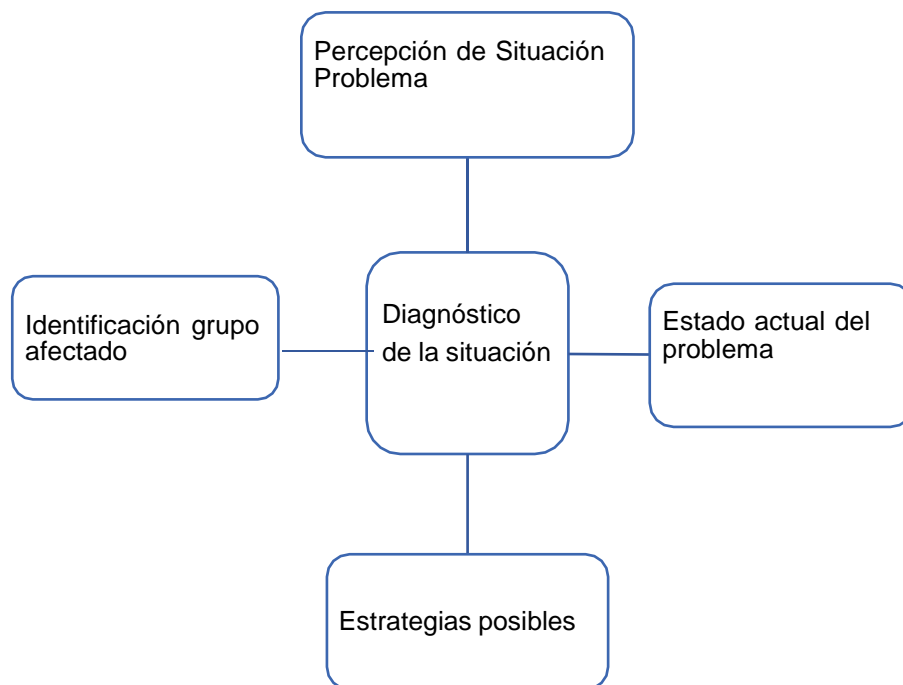 Percepción de Situación
Problema
Identificación grupo
afectado
Diagnóstico
de la situación
Estado actual del
problema
Estrategias posibles